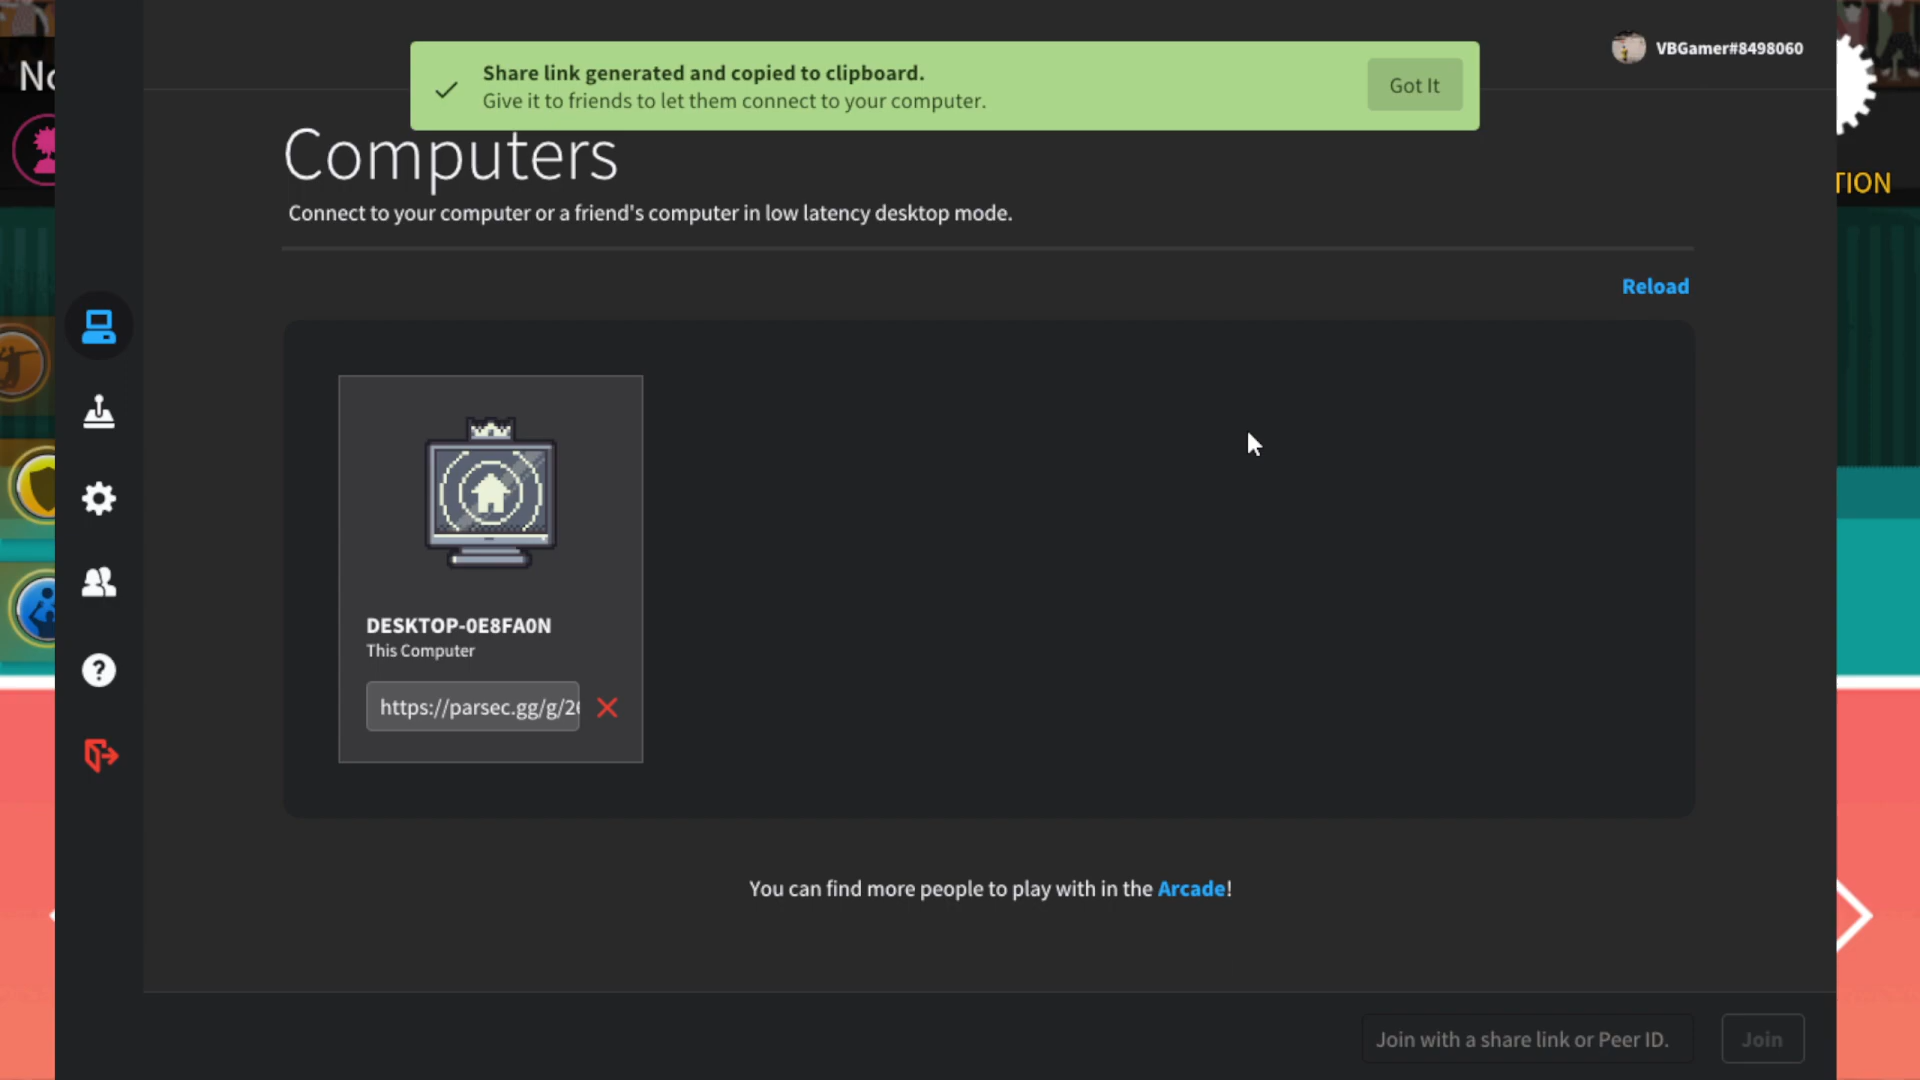 VBGamer#8498060
Share link generated and copied to clipboard.
Give it to friends to let them connect to your computer.
Got It
Computers
Connect to your computer or a friend's computer in low latency desktop mode.
TION
Reload
DESKTOP-0E8FA0N
This Computer
https://parsec.gg/g/2
You can find more people to play with in the Arcade!
Join with a share link or Peer ID.
Join